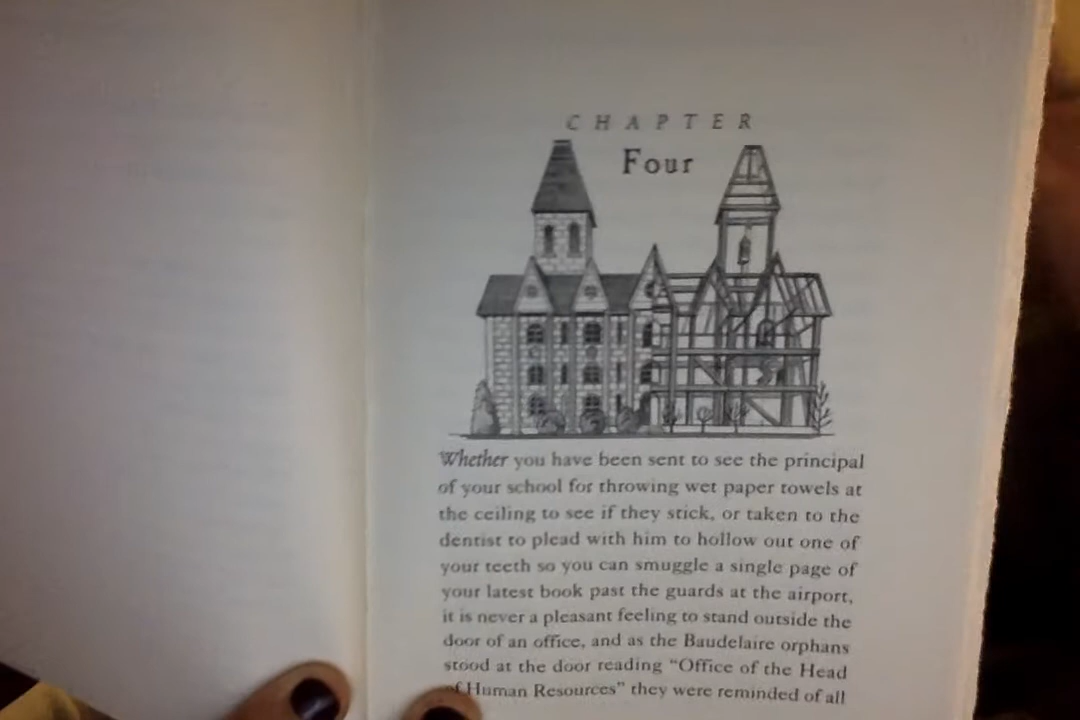 CHAPTER
Four
Whether you have been sent to see the principal
of your school for throwing wet paper towels at
the ceiling to see if they stick, or taken to the
dentist to plead with him to hollow out one of
your teeth so you can smuggle a single page of
your latest book past the guards at the airport,
it is never a pleasant feeling to stand outside the
door of an office, and as the Baudelaire orphans
stood at the door reading “Office of the Head
of Human Resources” they were reminded of all